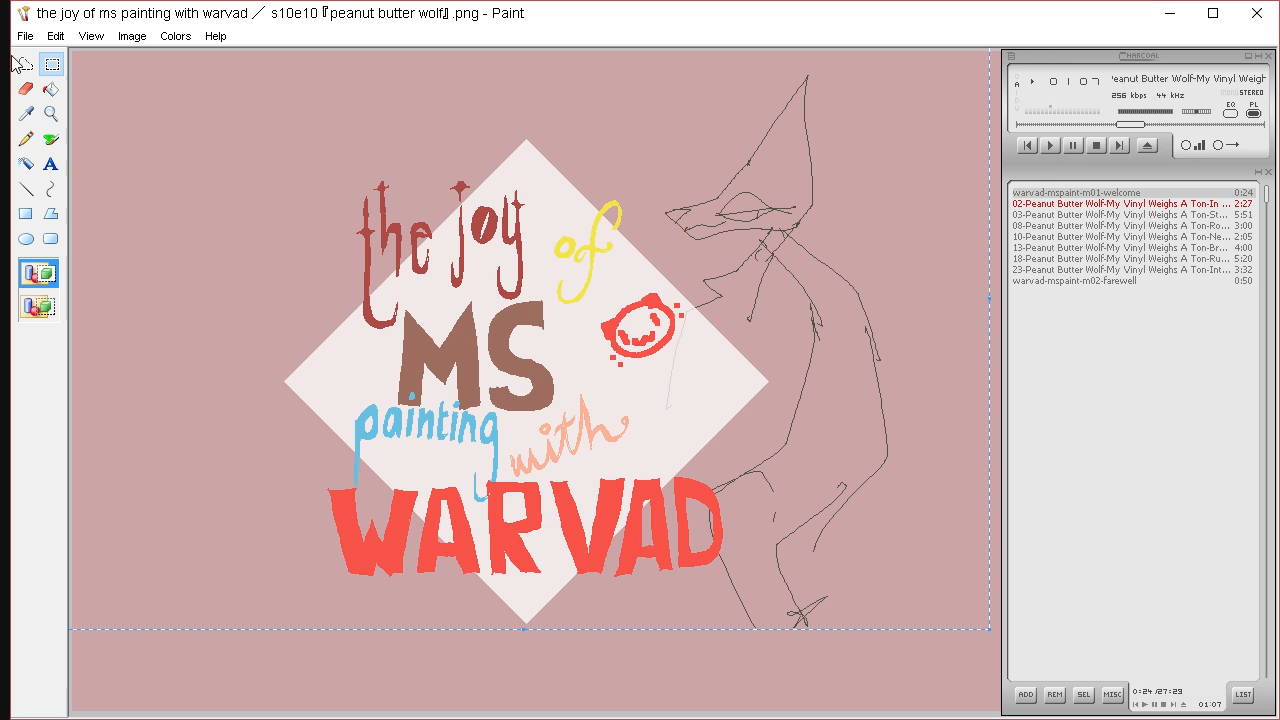 the joy of ms painting with warvad ／ s10e10『peanut butter wolf』.png - Paint
File Edit View Image Colors Help
the joy of
MS
painting with
WARVAD
CHARCOAL
'eanut Butter Wolf-My Vinyl Weigh
256 kbps 44 kHz
MONO STEREO
EQ PL
warvad-mspaint-m01-welcome 0:24
02-Peanut Butter Wolf-My Vinyl Weighs A Ton-In ... 2:27
03-Peanut Butter Wolf-My Vinyl Weighs A Ton-St... 5:51
08-Peanut Butter Wolf-My Vinyl Weighs A Ton-Ro... 3:00
10-Peanut Butter Wolf-My Vinyl Weighs A Ton-Ne... 2:05
13-Peanut Butter Wolf-My Vinyl Weighs A Ton-Br... 4:00
18-Peanut Butter Wolf-My Vinyl Weighs A Ton-Ru... 5:20
23-Peanut Butter Wolf-My Vinyl Weighs A Ton-Int... 3:32
warvad-mspaint-m02-farewell 0:50
ADD REM SEL MISC 0:24 /27:29 LIST
01:07